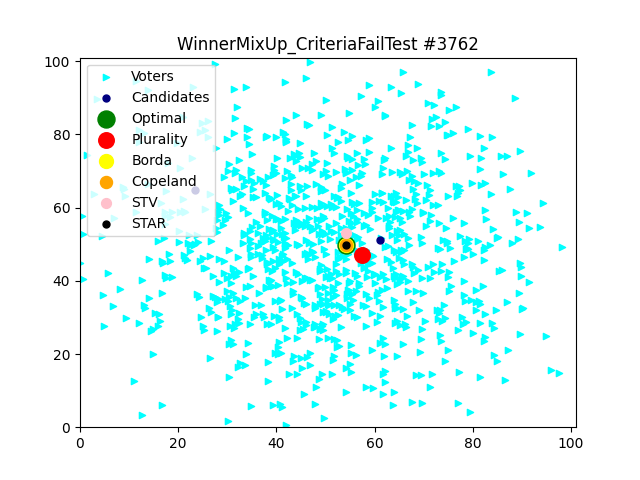 WinnerMixUp_CriteriaFailTest #3762
100
80
60
40
20
0
Voters
Candidates
Optimal
Plurality
Borda
Copeland
STV
STAR
0 20 40 60 80 100